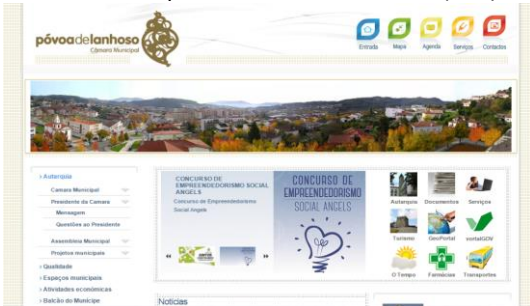 póvoadelanhoso
Câmara Municipal
Entrada
Mapa
Agenda
Serviços
Contactos
› Autarquia
Camara Municipal
Presidente da Camara
Mensagem
Questões ao Presidente
Assembleia Municipal
Projetos municipais
› Qualidade
› Espaços municipais
› Atividades económicas
› Balcão do Munícipe
CONCURSO DE
EMPREENDEDORISMO SOCIAL
ANGELS
Concurso de Empreendedorismo
Social Angels
CONCURSO DE
EMPREENDEDORISMO
SOCIAL ANGELS
Autarquia
Documentos
Serviços
Turismo
GeoPortal
portalGOV
O Tempo
Farmácias
Transportes
Notícias